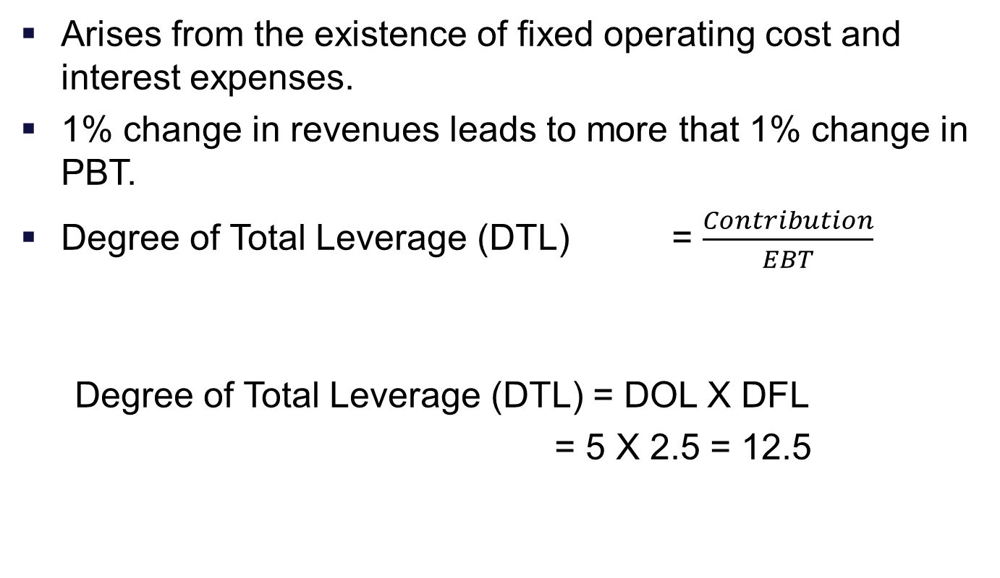 ▪ Arises from the existence of fixed operating cost and
interest expenses.
▪ 1% change in revenues leads to more that 1% change in
PBT.
▪ Degree of Total Leverage (DTL) = Contribution / EBT
Degree of Total Leverage (DTL) = DOL X DFL
= 5 X 2.5 = 12.5